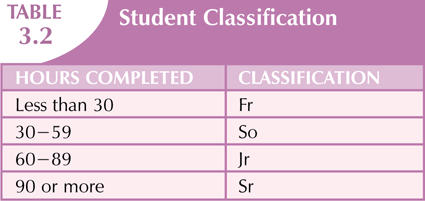 TABLE
3.2
Student Classification
HOURS COMPLETED CLASSIFICATION
Less than 30 Fr
30−59 So
60−89 Jr
90 or more Sr